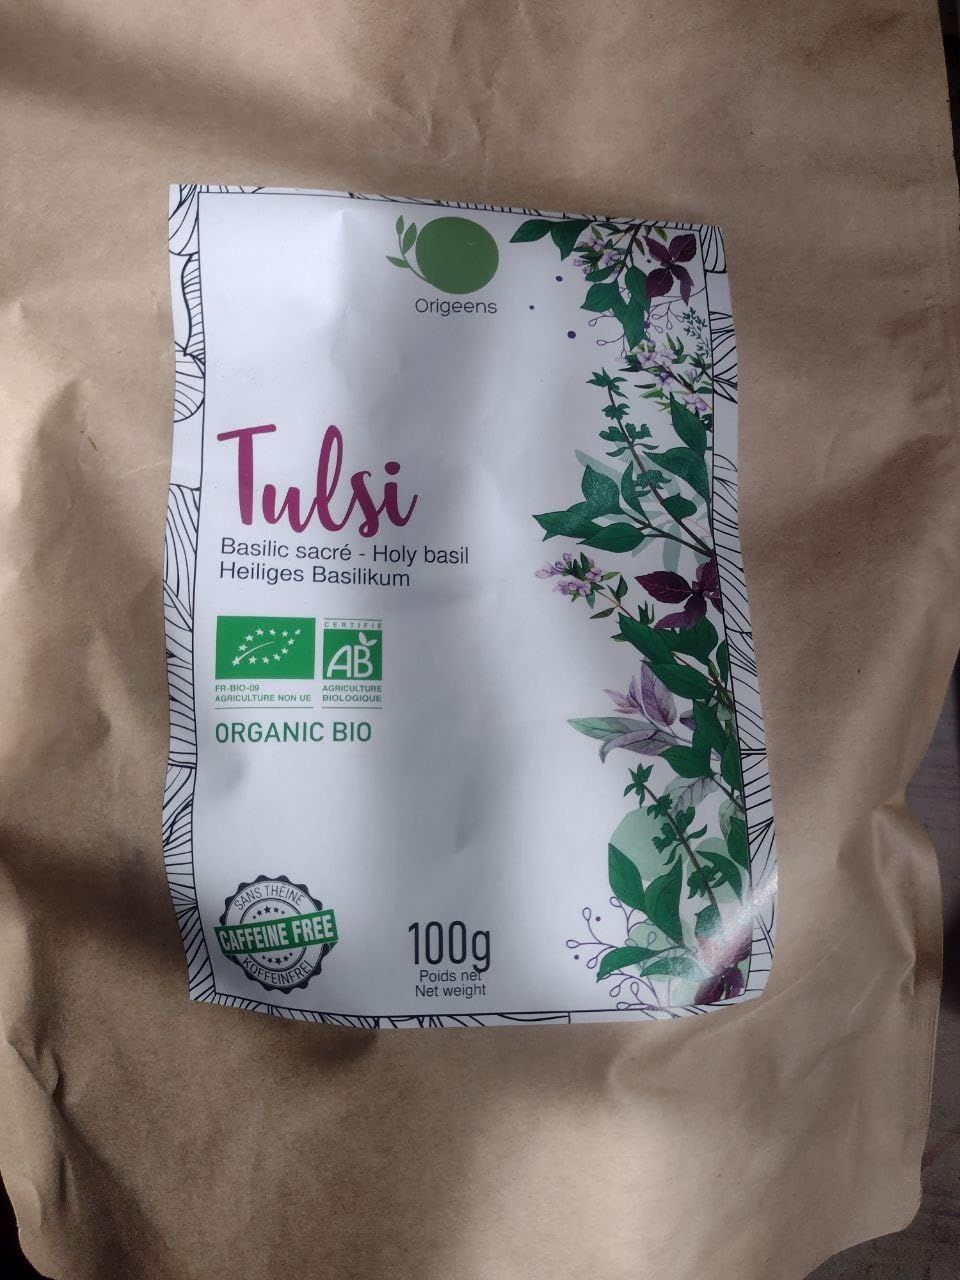 Origeens
Tulsi
Basilic sacré - Holy basil
Heiliges Basilikum
CERTIFIÉ
AB
FR-BIO-09
AGRICULTURE NON UE
AGRICULTURE
BIOLOGIQUE
ORGANIC BIO
SANS THÉINE
CAFFEINE FREE
KOFFEINFREI
100g
Poids net
Net weight